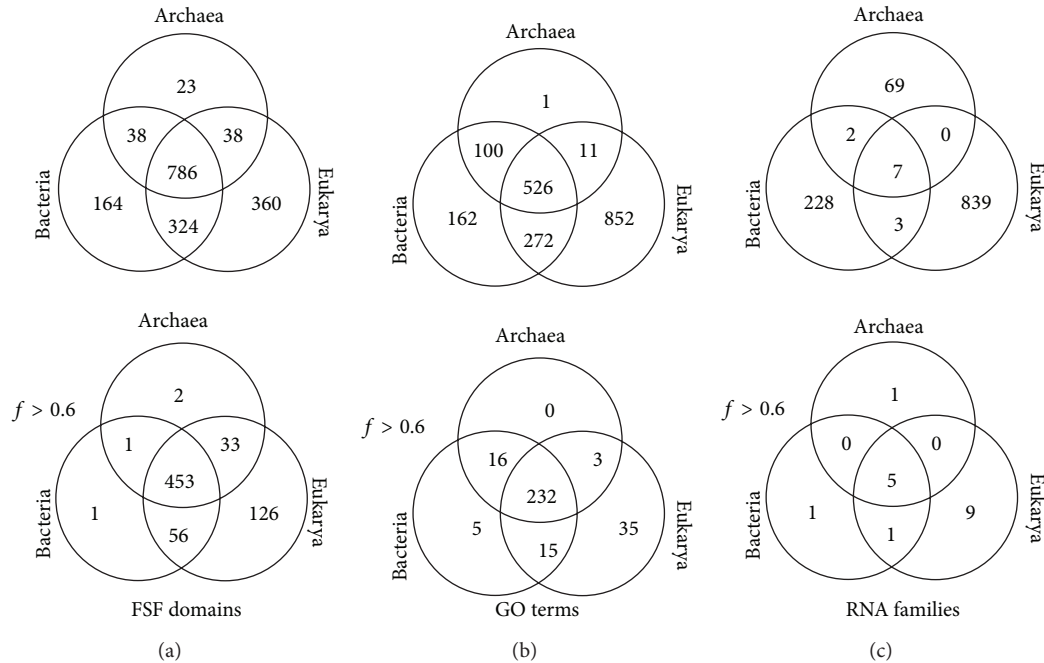 Archaea
23
38
38
786
164
360
324
Bacteria
Eukarya
Archaea
1
100
11
526
162
852
272
Bacteria
Eukarya
Archaea
69
2
0
7
228
839
3
Bacteria
Eukarya
Archaea
f > 0.6
2
1
33
453
1
126
56
Bacteria
Eukarya
FSF domains
(a)
Archaea
f > 0.6
0
16
3
232
5
35
15
Bacteria
Eukarya
GO terms
(b)
Archaea
f > 0.6
1
0
0
5
1
9
1
Bacteria
Eukarya
RNA families
(c)